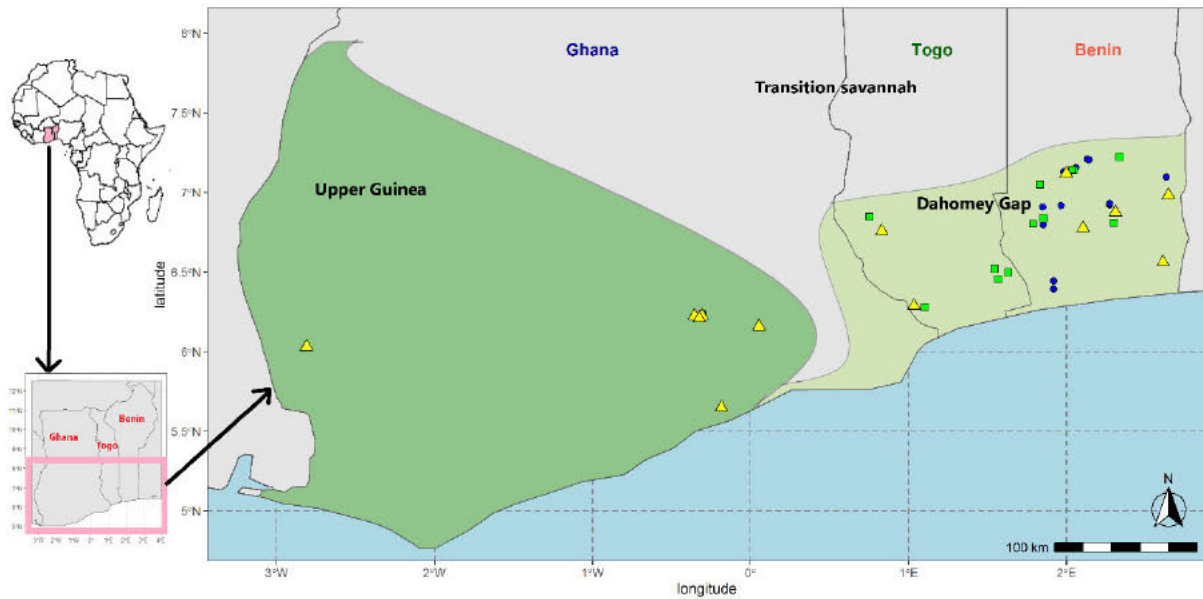 8°N
7.5°N
7°N
6.5°N
6°N
5.5°N
5°N
latitude
Ghana
Togo
Benin
Transition savannah
Upper Guinea
Dahomey Gap
N
100 km
3°W
2°W
1°W
0°
1°E
2°E
longitude
Ghana
Togo
Benin